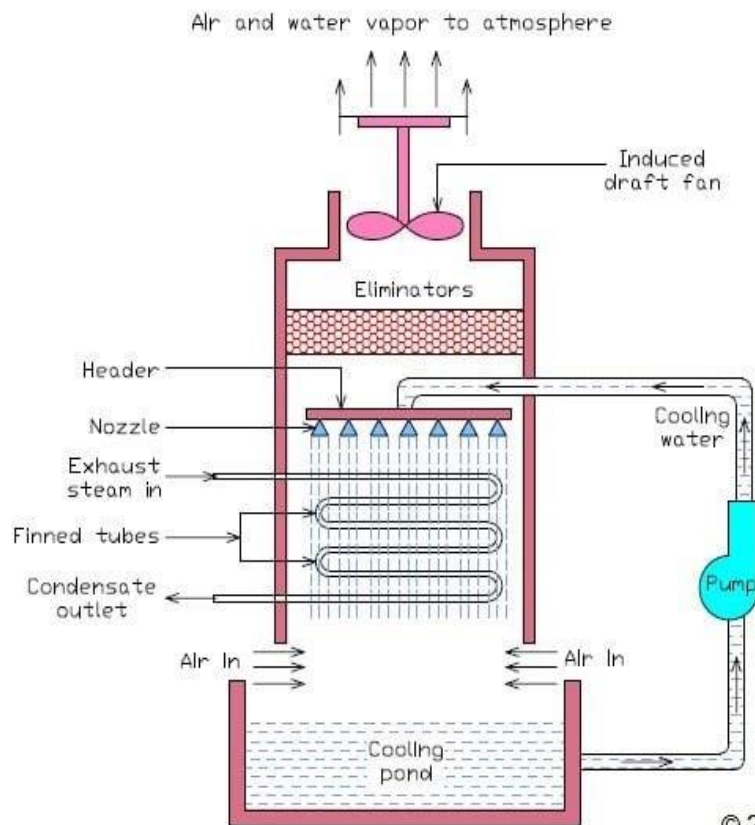 Air and water vapor to atmosphere
Induced
draft fan
Eliminators
Header
Nozzle
Cooling
water
Exhaust
steam in
Finned tubes
Condensate
outlet
Pump
Air In
Air In
Cooling
pond
©